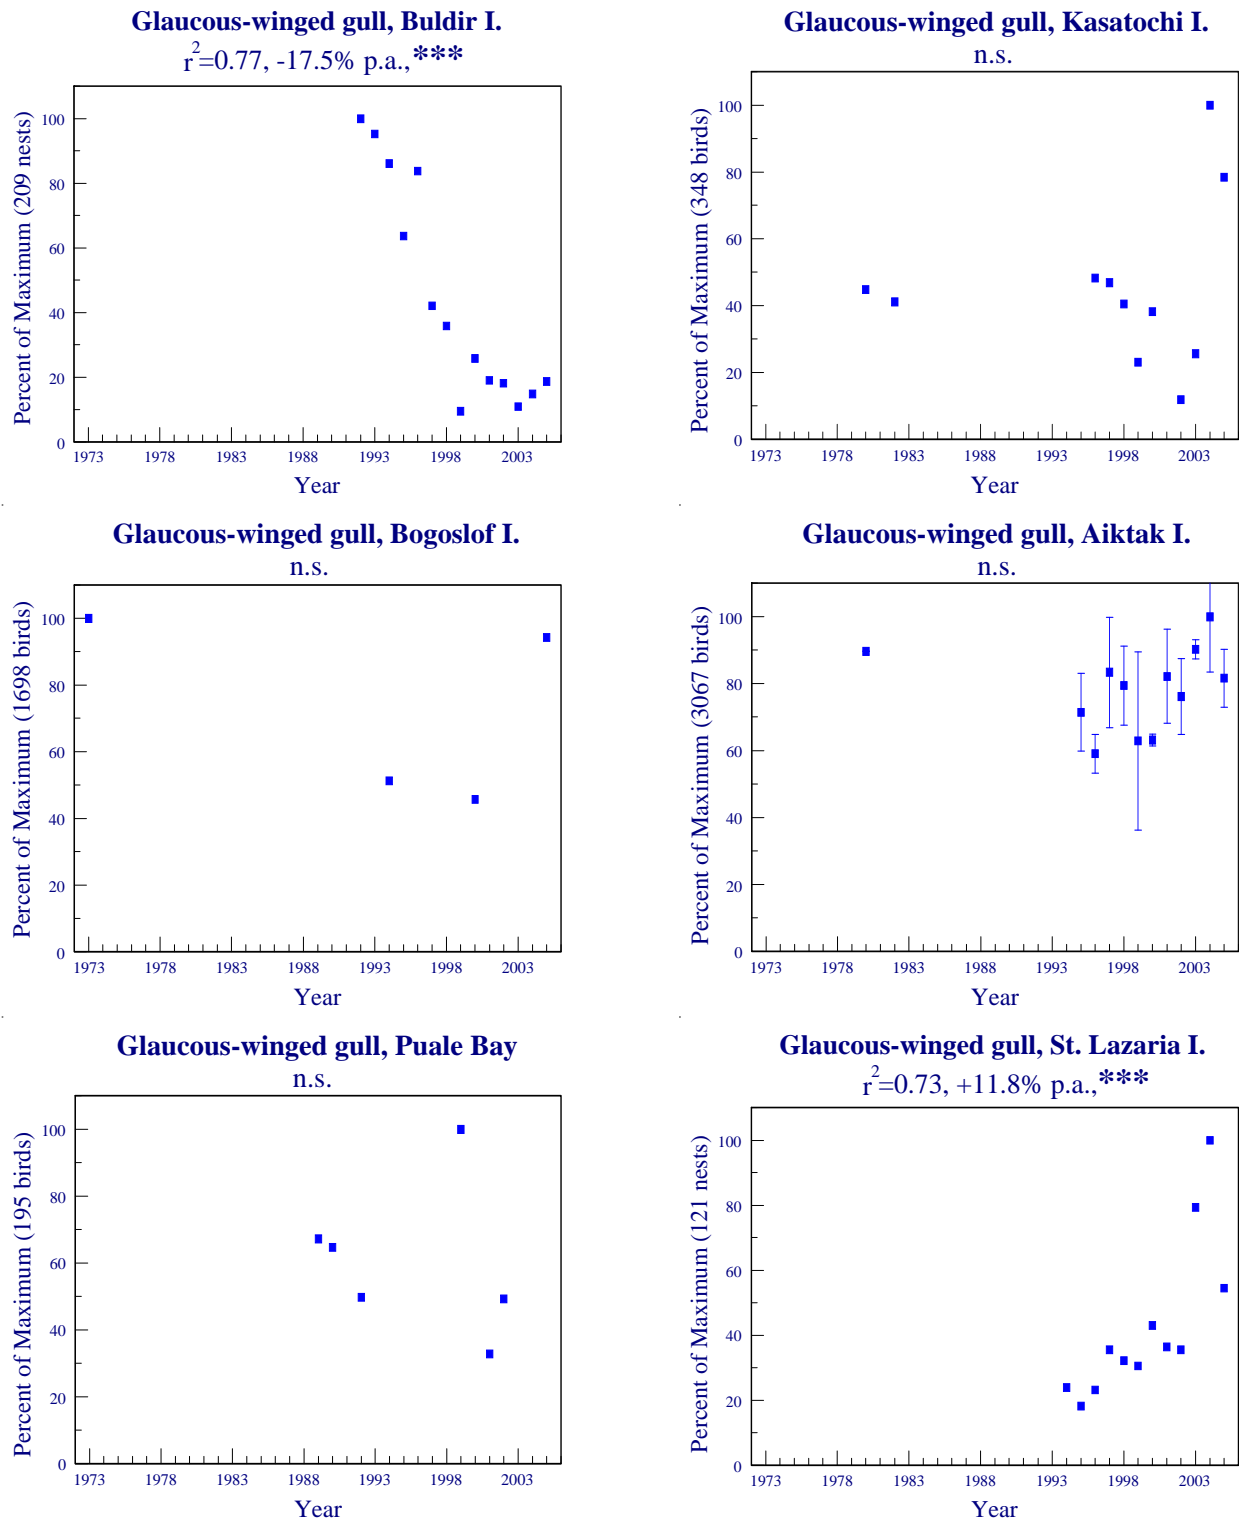 Glaucous-winged gull, Buldir I.
r²=0.77, -17.5% p.a.,***
Percent of Maximum (209 nests)
100
80
60
40
20
0
1973 1978 1983 1988 1993 1998 2003
Year
Glaucous-winged gull, Kasatochi I.
n.s.
Percent of Maximum (348 birds)
100
80
60
40
20
0
1973 1978 1983 1988 1993 1998 2003
Year
Glaucous-winged gull, Bogoslof I.
n.s.
Percent of Maximum (1698 birds)
100
80
60
40
20
0
1973 1978 1983 1988 1993 1998 2003
Year
Glaucous-winged gull, Aiktak I.
n.s.
Percent of Maximum (3067 birds)
100
80
60
40
20
0
1973 1978 1983 1988 1993 1998 2003
Year
Glaucous-winged gull, Puale Bay
n.s.
Percent of Maximum (195 birds)
100
80
60
40
20
0
1973 1978 1983 1988 1993 1998 2003
Year
Glaucous-winged gull, St. Lazaria I.
r²=0.73, +11.8% p.a.,***
Percent of Maximum (121 nests)
100
80
60
40
20
0
1973 1978 1983 1988 1993 1998 2003
Year